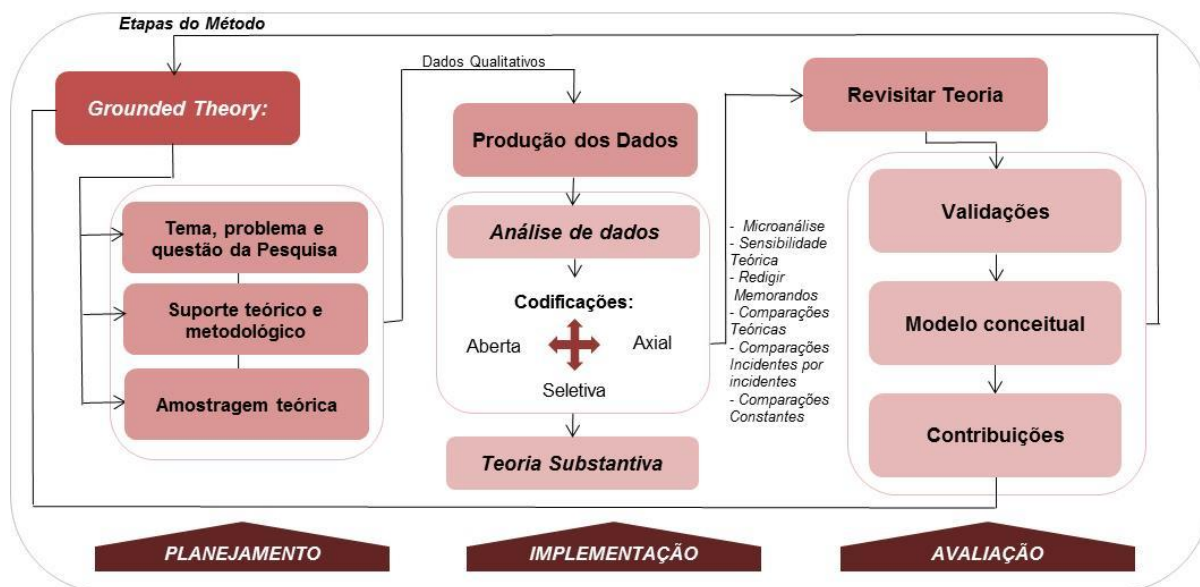 Etapas do Método
Grounded Theory:
Tema, problema e
questão da Pesquisa
Suporte teórico e
metodológico
Amostragem teórica
Dados Qualitativos
Produção dos Dados
Análise de dados
Codificações:
Aberta
Axial
Seletiva
Teoria Substantiva
- Microanálise
- Sensibilidade
Teórica
- Redigir
Memorandos
- Comparações
Teóricas
- Comparações
Incidentes por
incidentes
- Comparações
Constantes
Revisitar Teoria
Validações
Modelo conceitual
Contribuições
PLANEJAMENTO
IMPLEMENTAÇÃO
AVALIAÇÃO